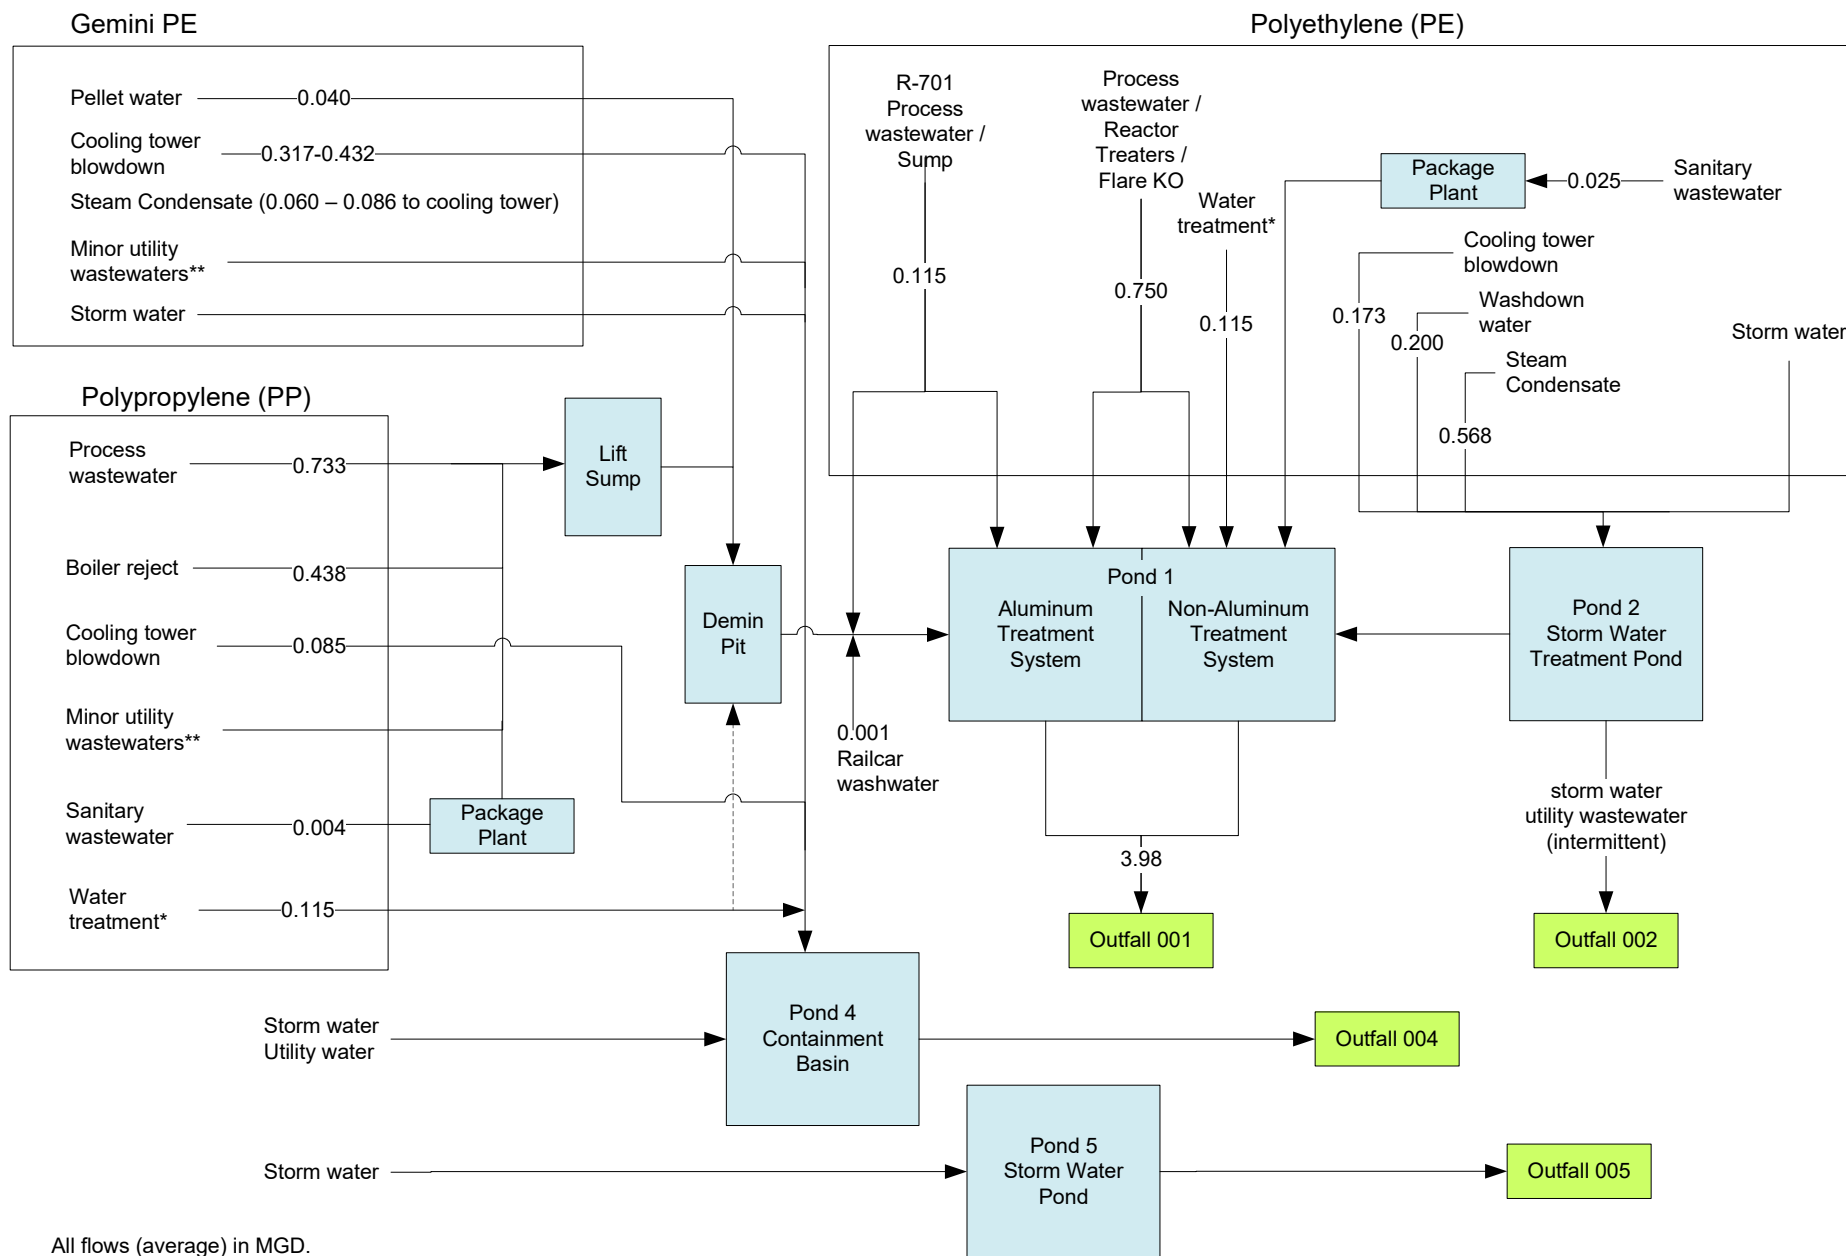 Gemini PE
Pellet water
0.040
Cooling tower
blowdown
0.317-0.432
Steam Condensate (0.060 – 0.086 to cooling tower)
Minor utility
wastewaters**
Storm water
Polyethylene (PE)
R-701
Process
wastewater /
Sump
0.115
Process
wastewater /
Reactor
Treaters /
Flare KO
0.750
Water
treatment*
0.115
Package
Plant
0.025
Sanitary
wastewater
Cooling tower
blowdown
0.173
Washdown
water
0.200
Steam
Condensate
0.568
Storm water
Polypropylene (PP)
Process
wastewater
0.733
Boiler reject
0.438
Cooling tower
blowdown
0.085
Minor utility
wastewaters**
Sanitary
wastewater
0.004
Package
Plant
Water
treatment*
0.115
Lift
Sump
Demin
Pit
0.001
Railcar
washwater
Pond 1
Aluminum
Treatment
System
Non-Aluminum
Treatment
System
Pond 2
Storm Water
Treatment Pond
3.98
storm water
utility wastewater
(intermittent)
Outfall 001
Outfall 002
Storm water
Utility water
Pond 4
Containment
Basin
Outfall 004
Storm water
Pond 5
Storm Water
Pond
Outfall 005
All flows (average) in MGD.